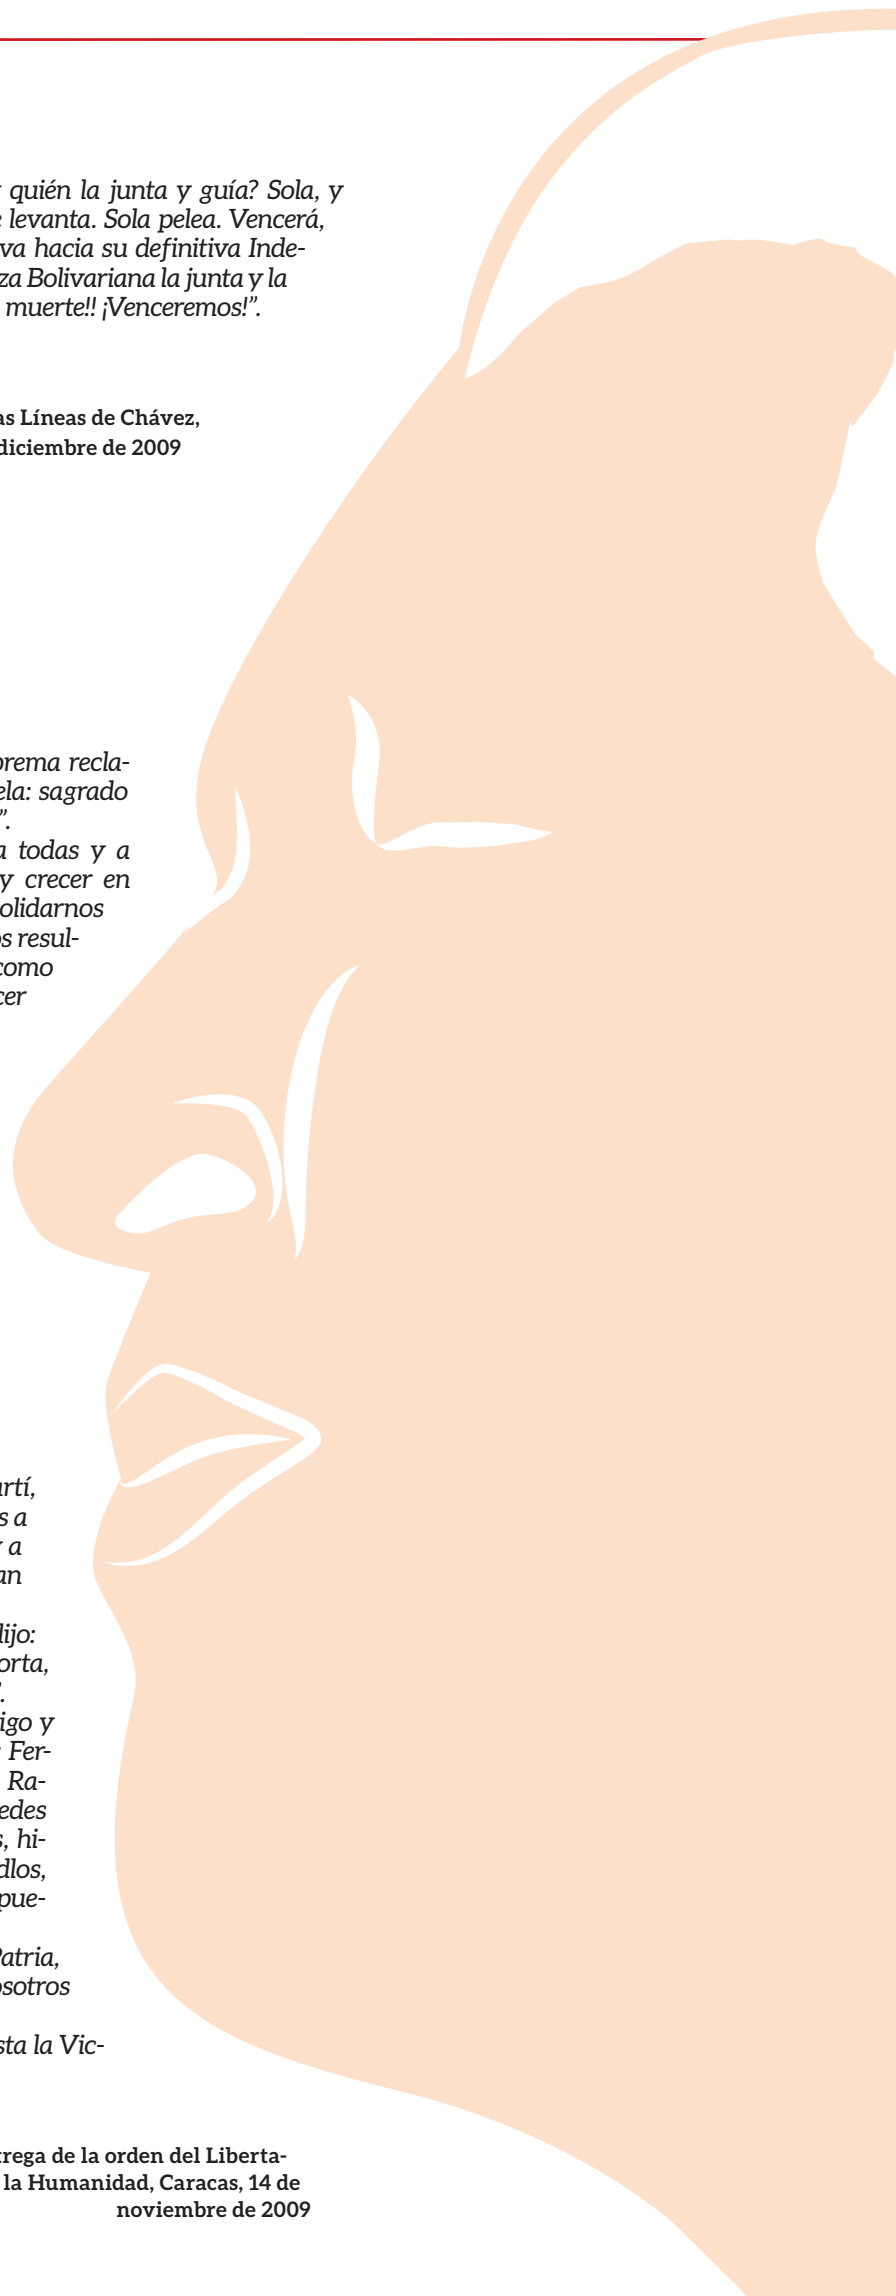 quién la junta y guía? Sola, y
levanta. Sola pelea. Vencerá,
va hacia su definitiva Inde-
za Bolivariana la junta y la
muerte!! ¡Venceremos!”.
as Líneas de Chávez,
diciembre de 2009
prema recla-
ela: sagrado
”.
a todas y a
y crecer en
olidarnos
os resul-
como
cer
artí,
s a
y a
an
dijo:
orta,
”.
igo y
Fer-
Ra-
edes
s, hi-
dlos,
pue-
Patria,
osotros
sta la Vic-
trega de la orden del Liberta-
la Humanidad, Caracas, 14 de
noviembre de 2009